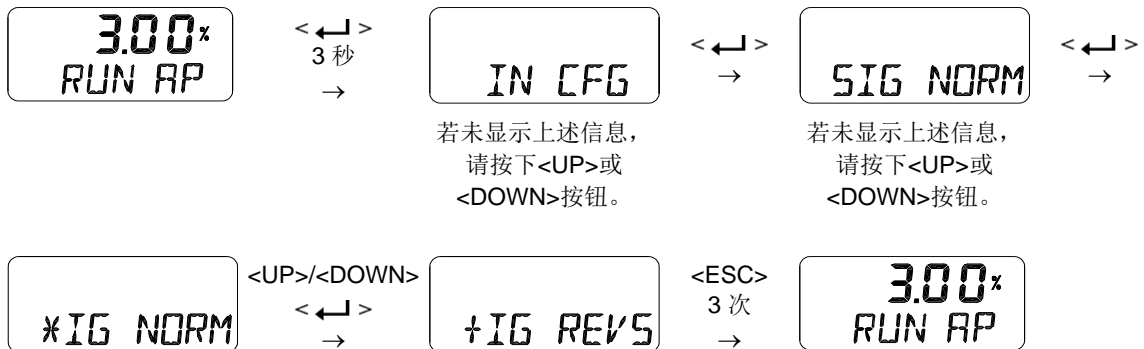 3.00%
RUN AP
< ↵ >
3 秒
→
IN CFG
若未显示上述信息，
请按下<UP>或
<DOWN>按钮。
< ↵ >
→
SIG NORM
若未显示上述信息，
请按下<UP>或
<DOWN>按钮。
< ↵ >
→
*IG NORM
<UP>/<DOWN>
< ↵ >
→
+IG REVS
<ESC>
3 次
→
3.00%
RUN AP